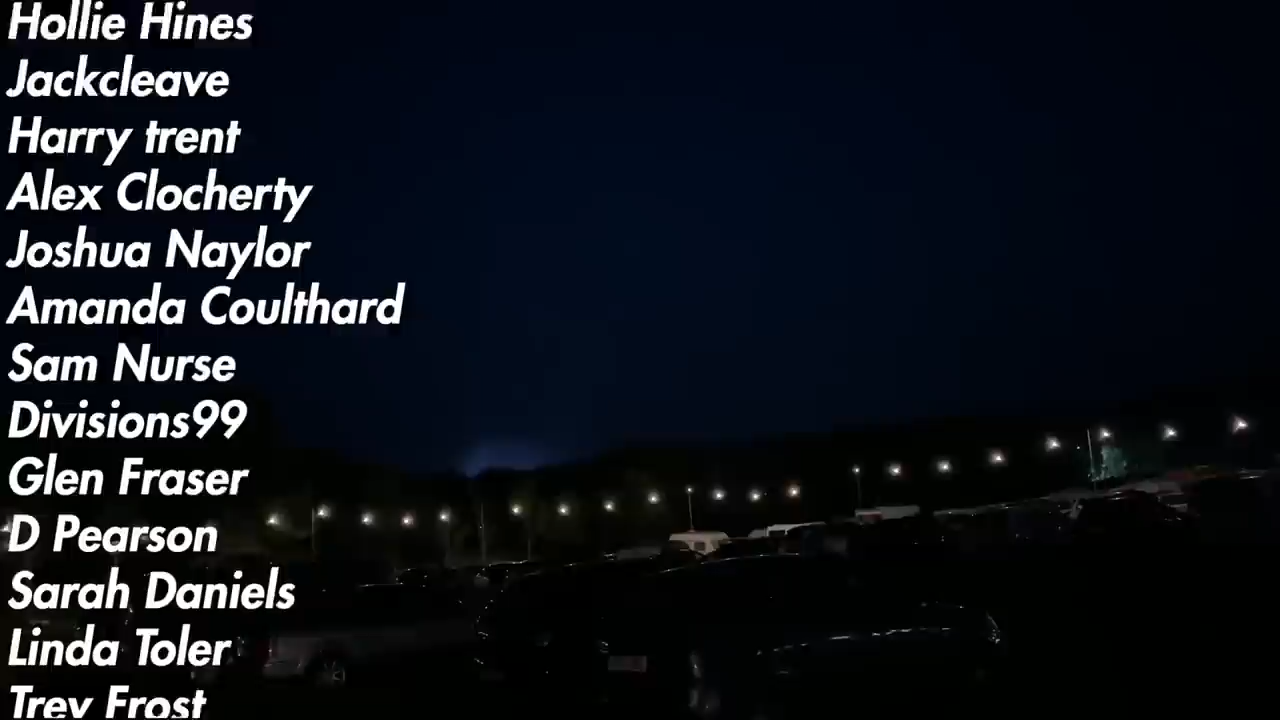 Hollie Hines
Jackcleave
Harry trent
Alex Clocherty
Joshua Naylor
Amanda Coulthard
Sam Nurse
Divisions99
Glen Fraser
D Pearson
Sarah Daniels
Linda Toler
Trev Frost